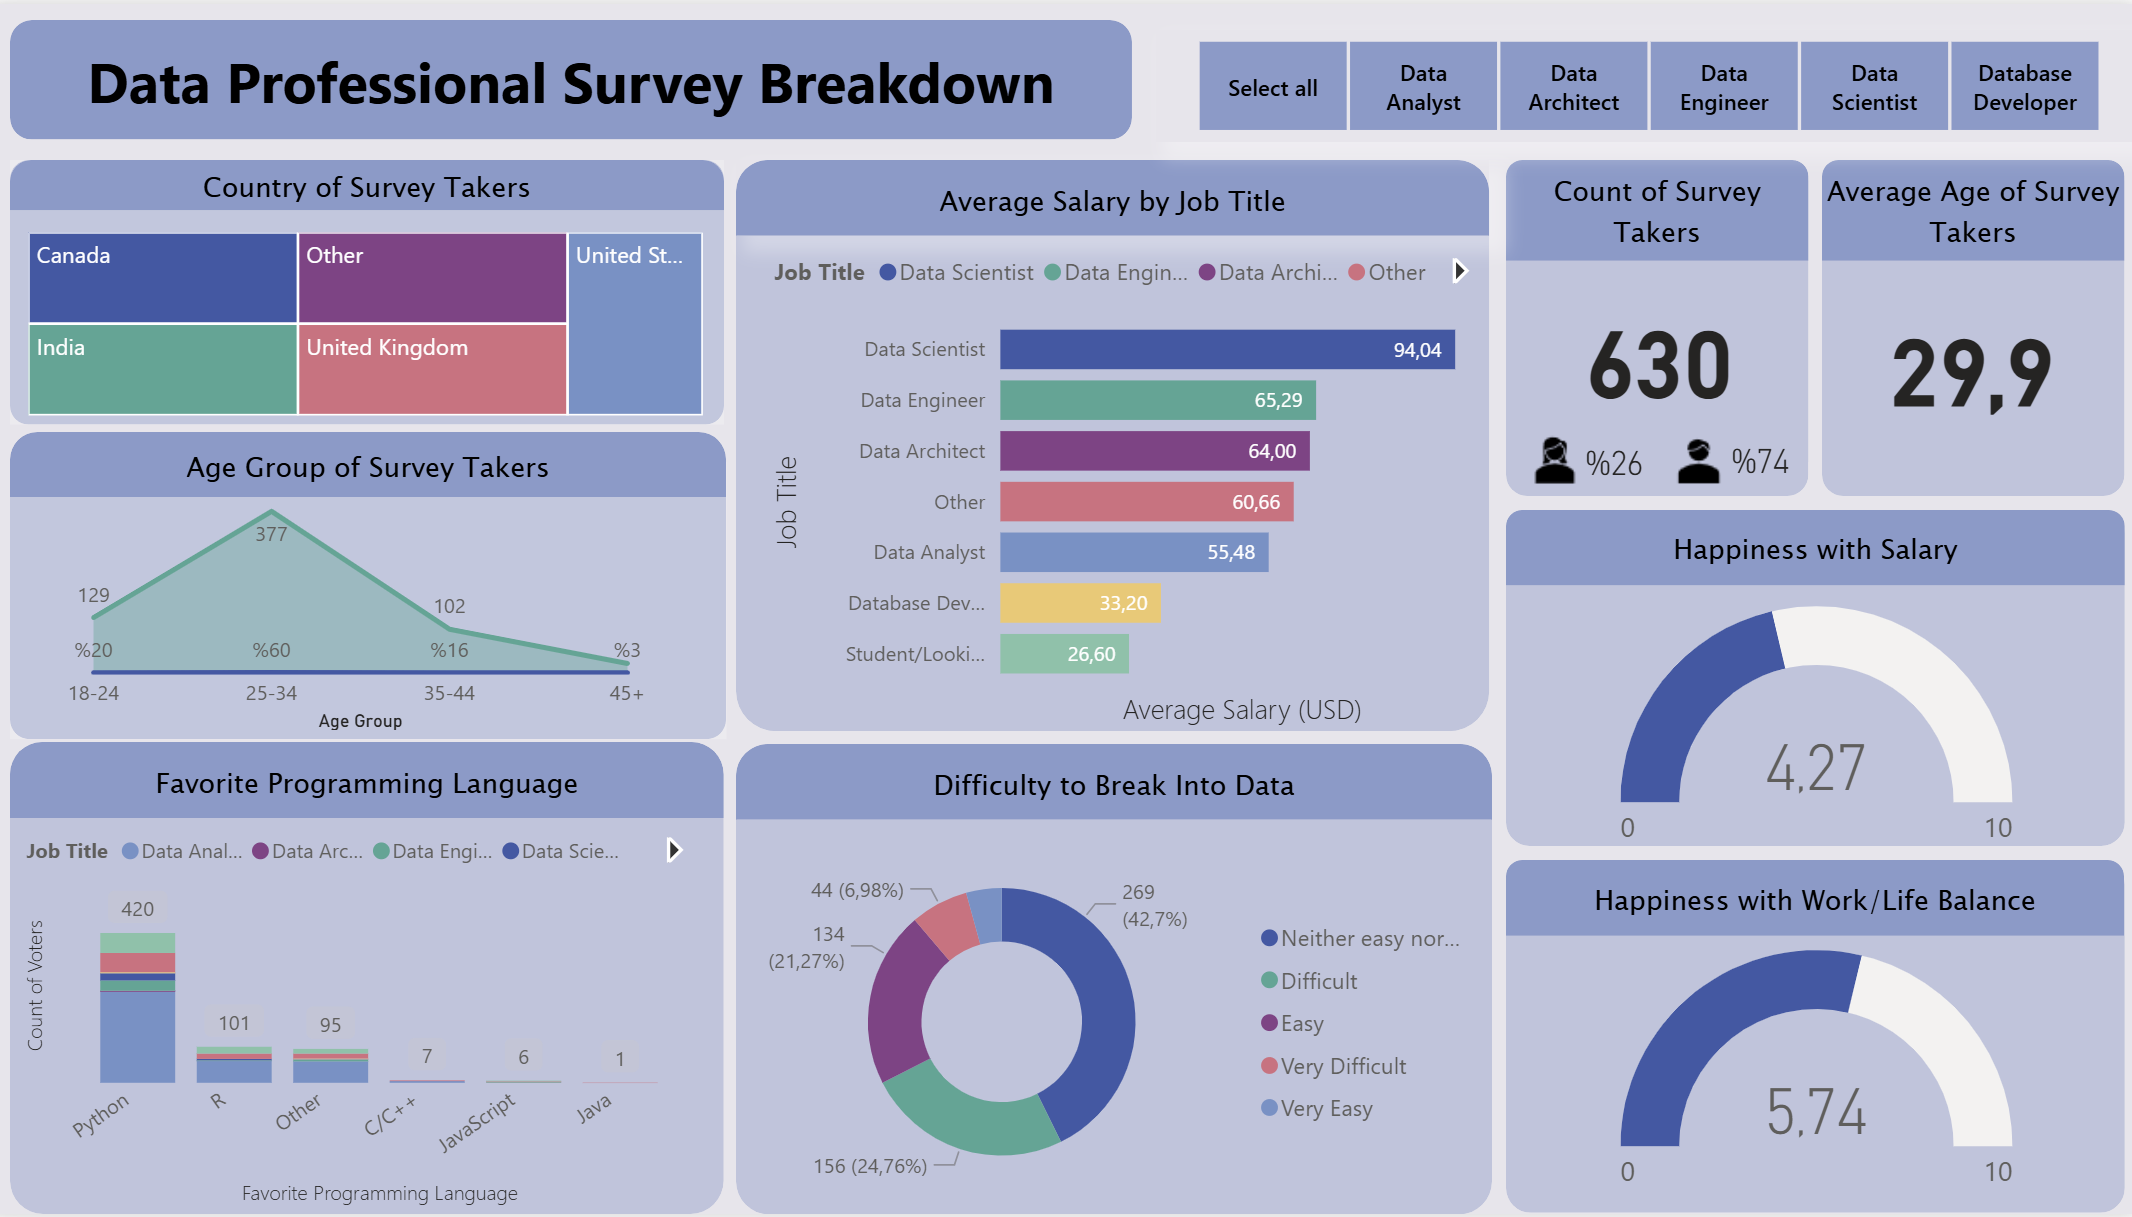 Data Professional Survey Breakdown
Select all
Data
Analyst
Data
Architect
Data
Engineer
Data
Scientist
Database
Developer
Country of Survey Takers
Canada
Other
United St...
India
United Kingdom
Age Group of Survey Takers
377
129
102
%20
%60
%16
%3
18-24
25-34
35-44
45+
Age Group
Favorite Programming Language
Job Title
Data Anal...
Data Arc...
Data Engi...
Data Scie...
Count of Voters
420
101
95
7
6
1
Python
R
Other
C/C++
JavaScript
Java
Favorite Programming Language
Average Salary by Job Title
Job Title
Data Scientist
Data Engin...
Data Archi...
Other
Job Title
Data Scientist 94,04
Data Engineer 65,29
Data Architect 64,00
Other 60,66
Data Analyst 55,48
Database Dev... 33,20
Student/Looki... 26,60
Average Salary (USD)
Difficulty to Break Into Data
44 (6,98%)
269
(42,7%)
134
(21,27%)
156 (24,76%)
Neither easy nor...
Difficult
Easy
Very Difficult
Very Easy
Count of Survey
Takers
630
%26
%74
Average Age of Survey
Takers
29,9
Happiness with Salary
4,27
0
10
Happiness with Work/Life Balance
5,74
0
10